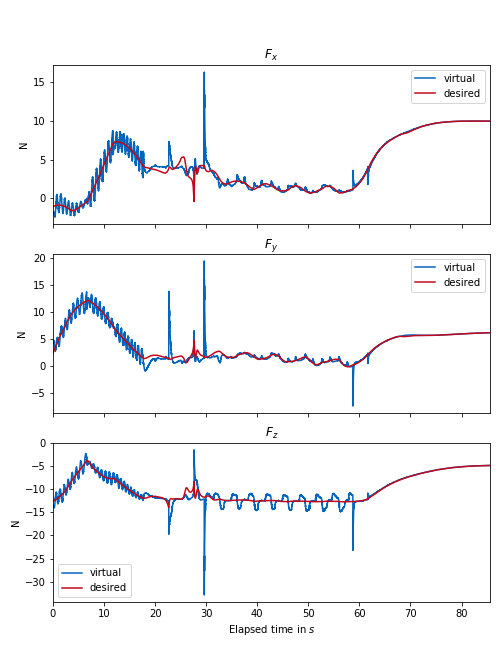 F_x
15
10
5
0
N
virtual
desired
F_y
20
15
10
5
0
−5
N
virtual
desired
F_z
0
−5
−10
−15
−20
−25
−30
N
virtual
desired
0 10 20 30 40 50 60 70 80
Elapsed time in s